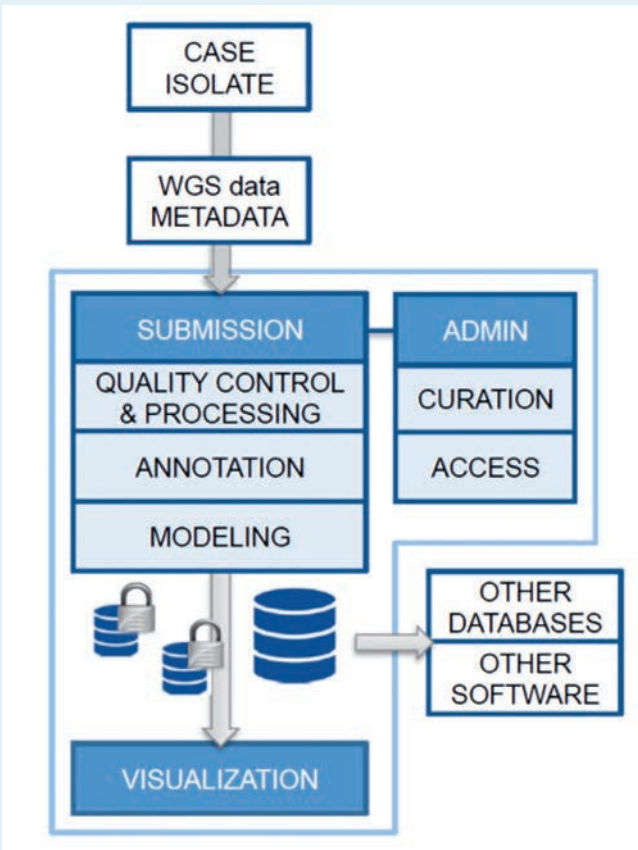 CASE
ISOLATE
WGS data
METADATA
SUBMISSION
QUALITY CONTROL
& PROCESSING
ANNOTATION
MODELING
ADMIN
CURATION
ACCESS
OTHER
DATABASES
OTHER
SOFTWARE
VISUALIZATION